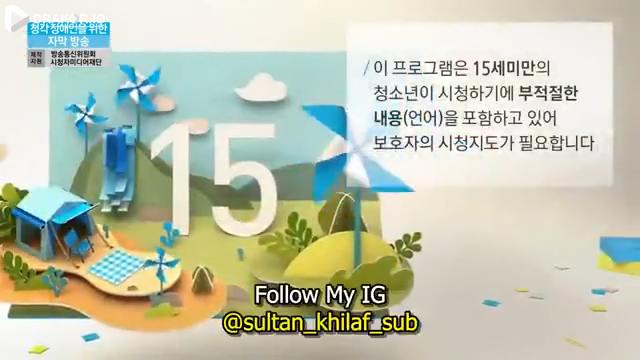 청각 장애인을 위한
자막 방송
제작
지원
방송통신위원회
시청자미디어재단
15
/ 이 프로그램은 15세미만의
청소년이 시청하기에 부적절한
내용(언어)을 포함하고 있어
보호자의 시청지도가 필요합니다
Follow My IG
@sultan_khilaf_sub